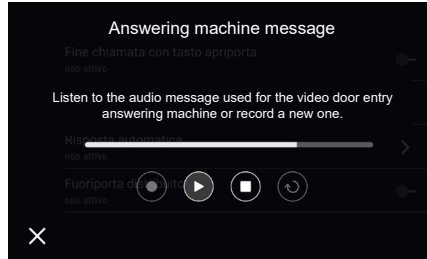 Answering machine message
Fine chiamata con tasto apriporta
non attivo
Listen to the audio message used for the video door entry
answering machine or record a new one.
Risposta automatica
non attivo
Fuoriporta
non attivo